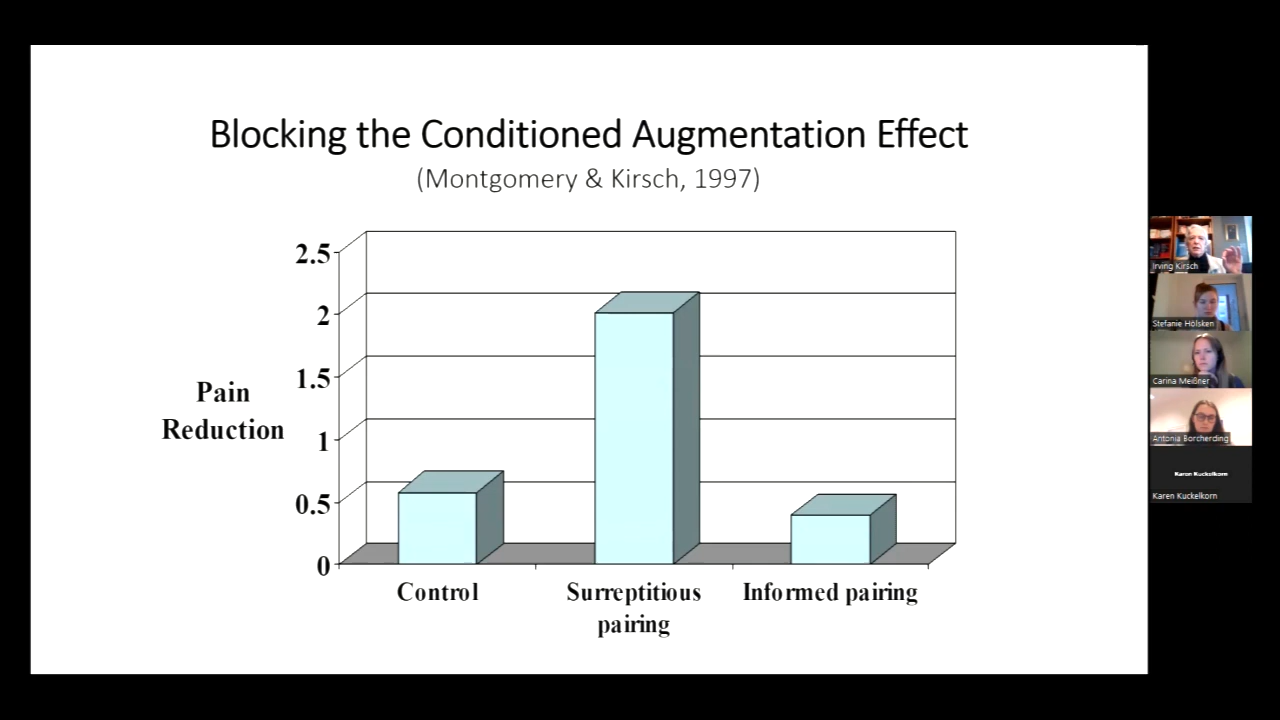 Blocking the Conditioned Augmentation Effect
(Montgomery & Kirsch, 1997)
2.5
2
1.5
1
0.5
0
Pain
Reduction
Control
Surreptitious
pairing
Informed pairing
Irving Kirsch
Stefanie Hölsken
Carina Meißner
Antonia Borcherding
Karen Kuckelkorn
Karen Kuckelkorn